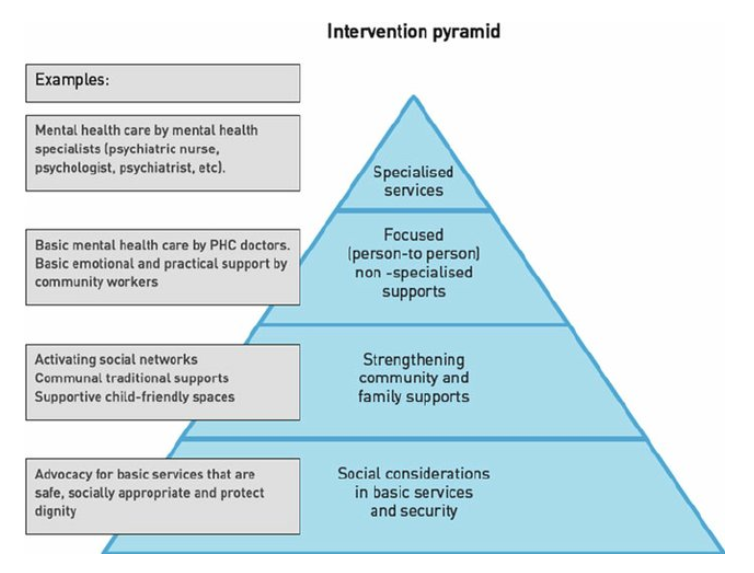 Intervention pyramid
Examples:
Mental health care by mental health
specialists (psychiatric nurse,
psychologist, psychiatrist, etc).
Specialised
services
Basic mental health care by PHC doctors.
Basic emotional and practical support by
community workers
Focused
(person-to person)
non -specialised
supports
Activating social networks
Communal traditional supports
Supportive child-friendly spaces
Strengthening
community and
family supports
Advocacy for basic services that are
safe, socially appropriate and protect
dignity
Social considerations
in basic services
and security